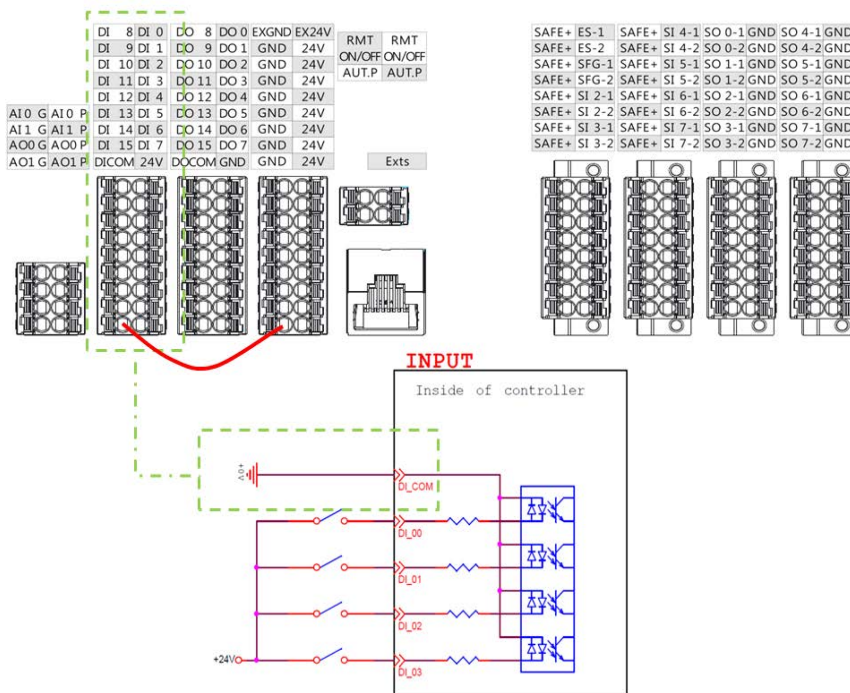 DI 8 DI 0 DO 8 DO 0 EXGND EX24V
DI 9 DI 1 DO 9 DO 1 GND 24V
DI 10 DI 2 DO 10 DO 2 GND 24V
DI 11 DI 3 DO 11 DO 3 GND 24V
DI 12 DI 4 DO 12 DO 4 GND 24V
AI0 G AI0 P DI 13 DI 5 DO 13 DO 5 GND 24V
AI1 G AI1 P DI 14 DI 6 DO 14 DO 6 GND 24V
AO0 G AO0 P DI 15 DI 7 DO 15 DO 7 GND 24V
AO1 G AO1 P DICOM 24V DOCOM GND GND 24V
RMT RMT
ON/OFF ON/OFF
AUT.P AUT.P
Exts
SAFE+ ES-1 SAFE+ SI 4-1 SO 0-1 GND SO 4-1 GND
SAFE+ ES-2 SAFE+ SI 4-2 SO 0-2 GND SO 4-2 GND
SAFE+ SFG-1 SAFE+ SI 5-1 SO 1-1 GND SO 5-1 GND
SAFE+ SFG-2 SAFE+ SI 5-2 SO 1-2 GND SO 5-2 GND
SAFE+ SI 2-1 SAFE+ SI 6-1 SO 2-1 GND SO 6-1 GND
SAFE+ SI 2-2 SAFE+ SI 6-2 SO 2-2 GND SO 6-2 GND
SAFE+ SI 3-1 SAFE+ SI 7-1 SO 3-1 GND SO 7-1 GND
SAFE+ SI 3-2 SAFE+ SI 7-2 SO 3-2 GND SO 7-2 GND
INPUT
Inside of controller
+0V
DI_COM
DI_00
DI_01
DI_02
+24V
DI_03